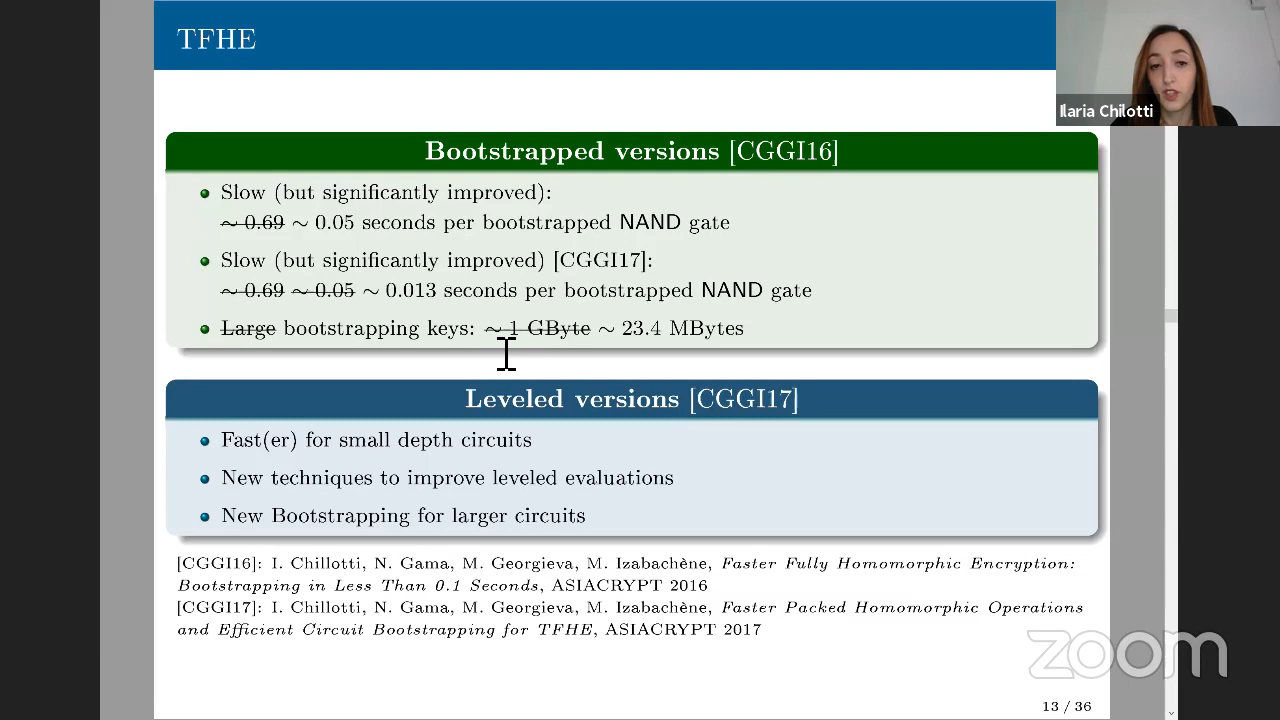 TFHE
Ilaria Chilotti
Bootstrapped versions [CGGI16]
Slow (but significantly improved):
~ 0.69 ~ 0.05 seconds per bootstrapped NAND gate
Slow (but significantly improved) [CGGI17]:
~ 0.69 ~ 0.05 ~ 0.013 seconds per bootstrapped NAND gate
Large bootstrapping keys: ~ 1 GByte ~ 23.4 MBytes
Leveled versions [CGGI17]
Fast(er) for small depth circuits
New techniques to improve leveled evaluations
New Bootstrapping for larger circuits
[CGGI16]: I. Chillotti, N. Gama, M. Georgieva, M. Izabachène, Faster Fully Homomorphic Encryption:
Bootstrapping in Less Than 0.1 Seconds, ASIACRYPT 2016
[CGGI17]: I. Chillotti, N. Gama, M. Georgieva, M. Izabachène, Faster Packed Homomorphic Operations
and Efficient Circuit Bootstrapping for TFHE, ASIACRYPT 2017
zoom
13 / 36